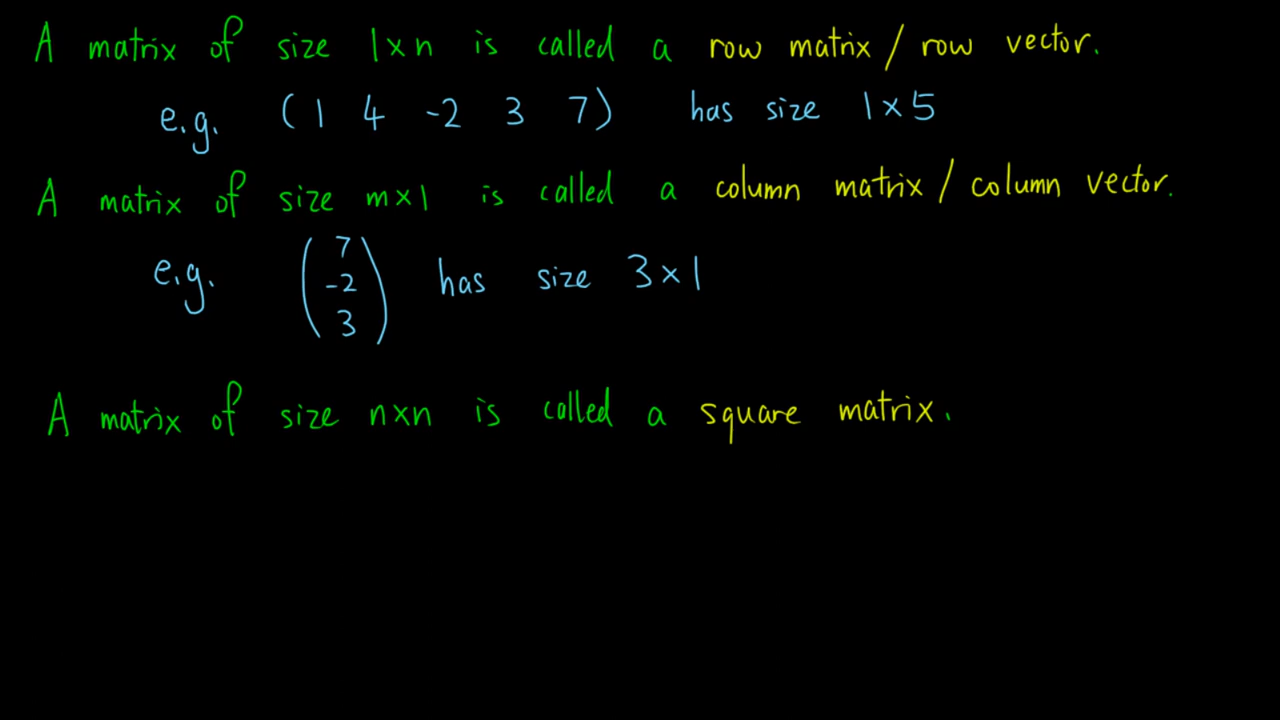 A matrix of size 1×n is called a row matrix / row vector.
e.g. (1 4 -2 3 7) has size 1×5
A matrix of size m×1 is called a column matrix / column vector.
7
e.g. ( -2 ) has size 3×1
3
A matrix of size n×n is called a square matrix.